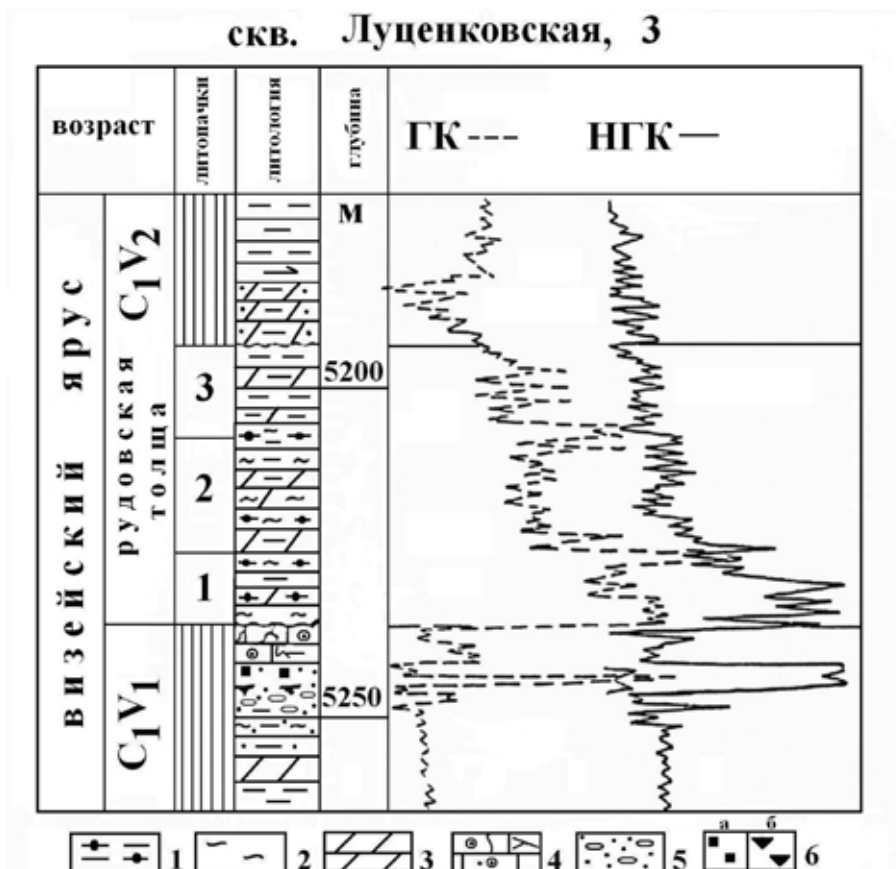 скв. Луценковская, 3
возраст
литопачки
литология
глубина
ГК
НГК
м
визейский ярус
C1V2
рудовская
толща
C1V1
3
2
1
5200
5250
а б
1 2 3 4 5 6